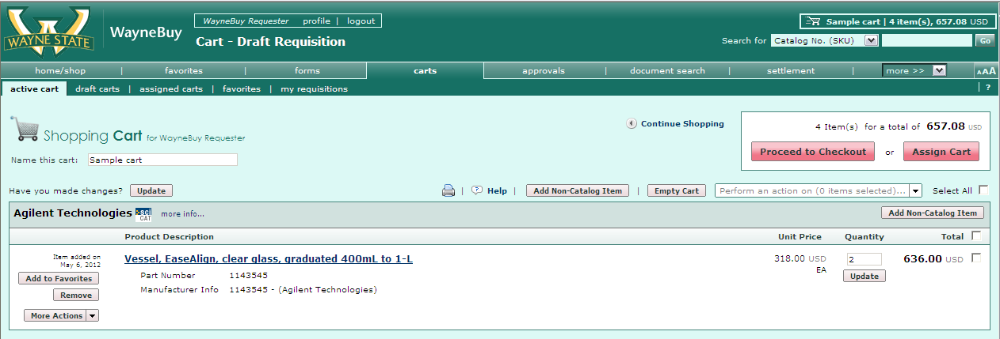 WAYNE STATE
WayneBuy
WayneBuy Requester profile | logout
Cart - Draft Requisition
Sample cart | 4 item(s), 657.08 USD
Search for Catalog No. (SKU) Go
home/shop | favorites | forms carts approvals | document search | settlement | more >> AAA
active cart draft carts | assigned carts | favorites | my requisitions | ?
Shopping Cart for WayneBuy Requester
Continue Shopping
4 Item(s) for a total of 657.08 USD
Proceed to Checkout or Assign Cart
Name this cart: Sample cart
Have you made changes? Update | ? Help | Add Non-Catalog Item | Empty Cart Perform an action on (0 items selected)... Select All
Agilent Technologies sci CAT more info... Add Non-Catalog Item
Product Description Unit Price Quantity Total
Item added on
May 6, 2012
Vessel, EaseAlign, clear glass, graduated 400mL to 1-L 318.00 USD 2 636.00 USD
EA
Part Number 1143545
Manufacturer Info 1143545 - (Agilent Technologies)
Update
Add to Favorites
Remove
More Actions